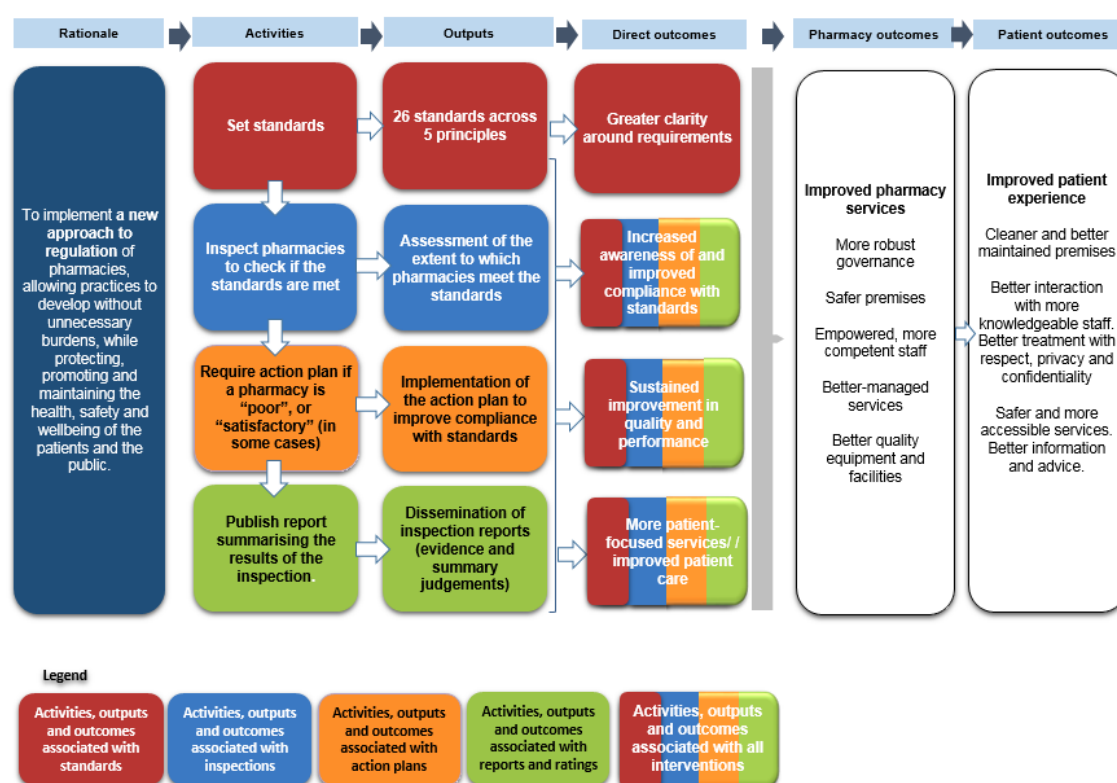 Rationale
Activities
Outputs
Direct outcomes
Pharmacy outcomes
Patient outcomes
To implement a new
approach to
regulation of
pharmacies,
allowing practices to
develop without
unnecessary
burdens, while
protecting,
promoting and
maintaining the
health, safety and
wellbeing of the
patients and the
public.
Set standards
26 standards across
5 principles
Greater clarity
around requirements
Inspect pharmacies
to check if the
standards are met
Assessment of the
extent to which
pharmacies meet the
standards
Increased
awareness of and
improved
compliance with
standards
Require action plan if
a pharmacy is
“poor”, or
“satisfactory” (in
some cases)
Implementation of
the action plan to
improve compliance
with standards
Sustained
improvement in
quality and
performance
Publish report
summarising the
results of the
inspection.
Dissemination of
inspection reports
(evidence and
summary
judgements)
More patient-
focused services/ /
improved patient
care
Improved pharmacy
services
More robust
governance
Safer premises
Empowered, more
competent staff
Better-managed
services
Better quality
equipment and
facilities
Improved patient
experience
Cleaner and better
maintained premises
Better interaction
with more
knowledgeable staff.
Better treatment with
respect, privacy and
confidentiality
Safer and more
accessible services.
Better information
and advice.
Legend
Activities, outputs
and outcomes
associated with
standards
Activities, outputs
and outcomes
associated with
inspections
Activities, outputs
and outcomes
associated with
action plans
Activities, outputs
and outcomes
associated with
reports and ratings
Activities, outputs
and outcomes
associated with all
interventions